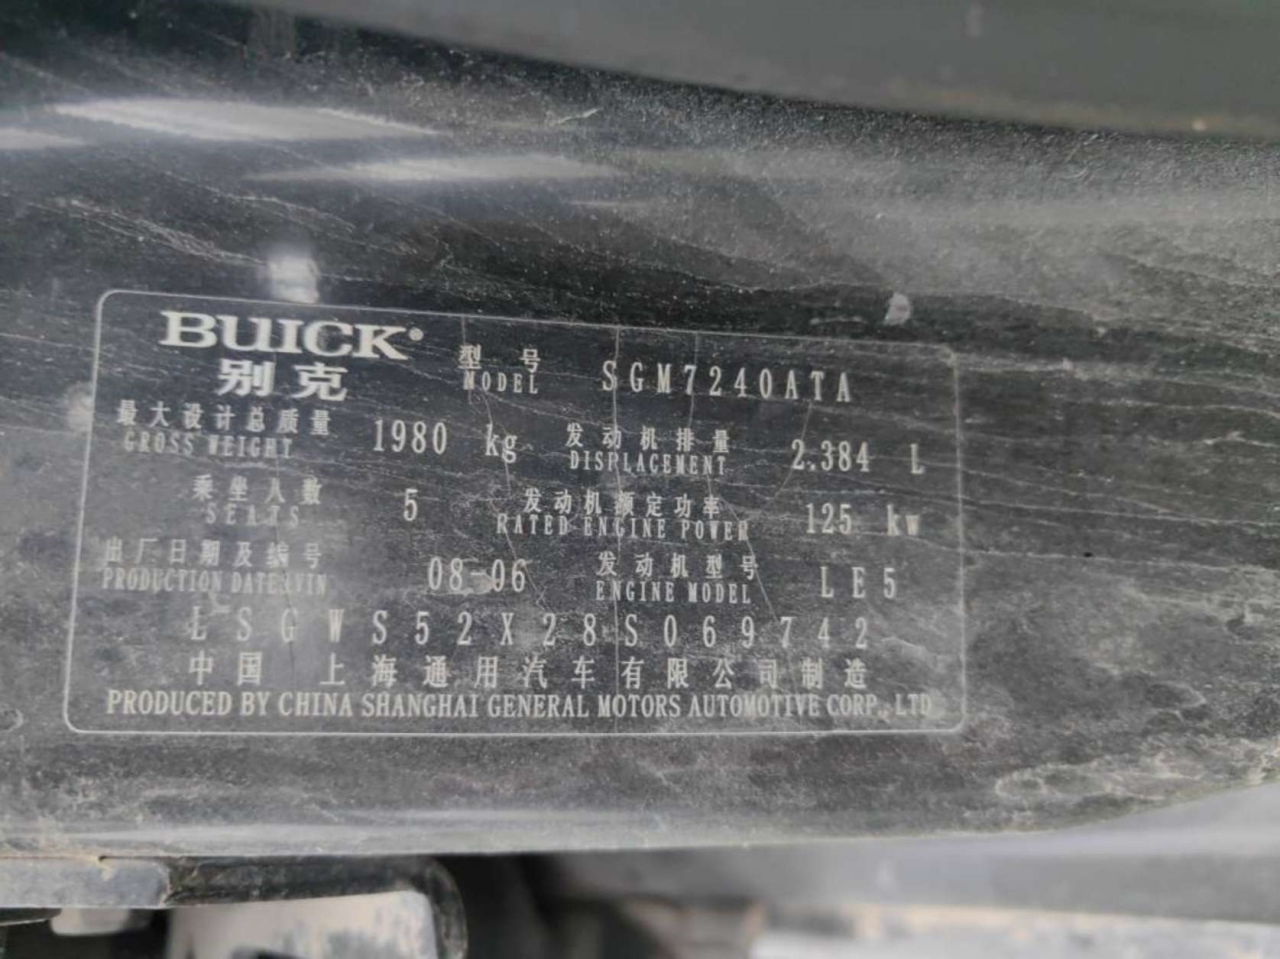 BUICK
别克
型号 SGM7240ATA
MODEL
最大设计总质量 1980 kg 发动机排量 2.384 L
GROSS WEIGHT DISPLACEMENT
乘坐人数 5 发动机额定功率 125 kw
SEATS RATED ENGINE POWER
出厂日期及编号 08-06 发动机型号 LE5
PRODUCTION DATE&VIN ENGINE MODEL
LSGWS52X28S069742
中国 上海通用汽车有限公司制造
PRODUCED BY CHINA SHANGHAI GENERAL MOTORS AUTOMOTIVE CORP., LTD